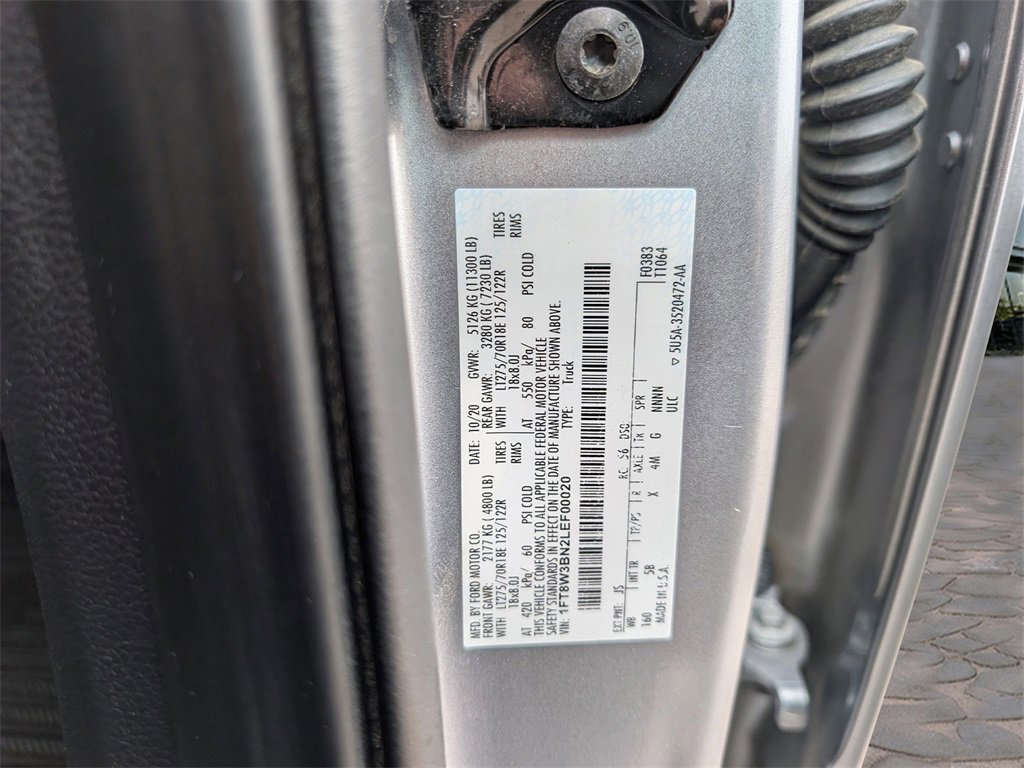 MFD. BY FORD MOTOR CO. DATE: 10/20 GVWR: 5126 KG (11300 LB)
FRONT GAWR: 2177 KG ( 4800 LB) REAR GAWR: 3280 KG ( 7230 LB)
WITH LT275/70R18E 125/122R TIRES WITH LT275/70R18E 125/122R TIRES
18x8.0J RIMS 18x8.0J RIMS
AT 420 kPa/ 60 PSI COLD AT 550 kPa/ 80 PSI COLD
THIS VEHICLE CONFORMS TO ALL APPLICABLE FEDERAL MOTOR VEHICLE
SAFETY STANDARDS IN EFFECT ON THE DATE OF MANUFACTURE SHOWN ABOVE.
VIN: 1FT8W3BN2LEF00020 TYPE: Truck
EXT PNT: JS RC: 56 DSO: F0383
WB INT TR TP/PS R AXLE TR SPR T1064
160 5B X 4M G NNNNN
MADE IN U.S.A. ULC
▽ 5U5A-3520472-AA